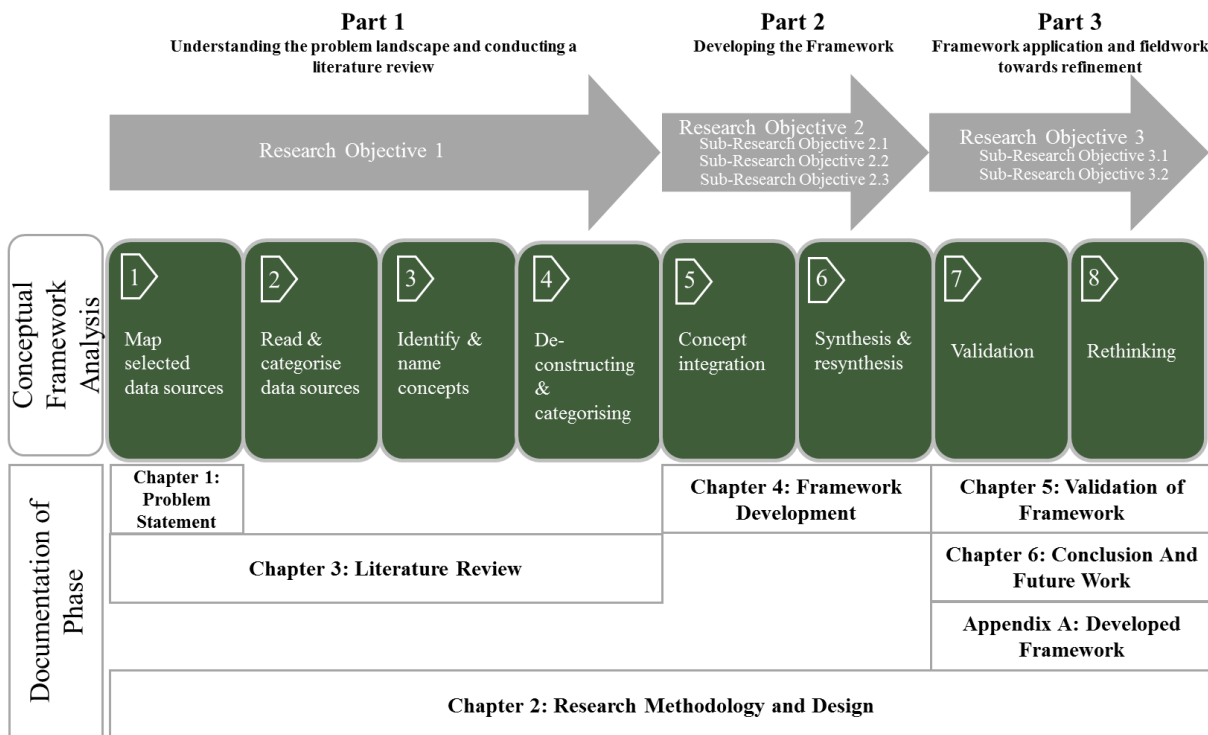 Part 1
Understanding the problem landscape and conducting a
literature review
Part 2
Developing the Framework
Part 3
Framework application and fieldwork
towards refinement
Research Objective 1
Research Objective 2
Sub-Research Objective 2.1
Sub-Research Objective 2.2
Sub-Research Objective 2.3
Research Objective 3
Sub-Research Objective 3.1
Sub-Research Objective 3.2
Conceptual
Framework
Analysis
1
Map
selected
data sources
2
Read &
categorise
data sources
3
Identify &
name
concepts
4
De-
constructing
&
categorising
5
Concept
integration
6
Synthesis &
resynthesis
7
Validation
8
Rethinking
Documentation of
Phase
Chapter 1:
Problem
Statement
Chapter 4: Framework
Development
Chapter 5: Validation of
Framework
Chapter 3: Literature Review
Chapter 6: Conclusion And
Future Work
Appendix A: Developed
Framework
Chapter 2: Research Methodology and Design